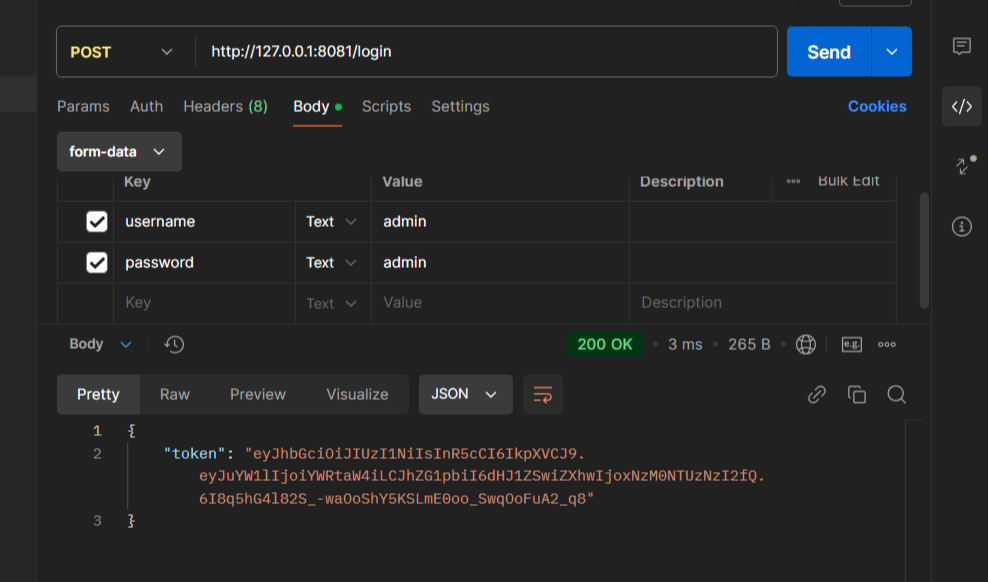 POST http://127.0.0.1:8081/login Send
Params Auth Headers (8) Body Scripts Settings Cookies
form-data
Key Value Description Bulk Edit
username Text admin
password Text admin
Key Text Value Description
Body 200 OK 3 ms 265 B e.g.
Pretty Raw Preview Visualize JSON
1 {
2 "token": "eyJhbGciOiJIUzI1NiIsInR5cCI6IkpXVCJ9.
eyJuYW1lIjoiYWRtaW4iLCJhZG1pbiI6dHJ1ZSwiZXhwIjoxNzM0NTUzNzI2fQ.
6I8q5hG4l82S_-waOoShY5KSLmE0oo_SwqOoFuA2_q8"
3 }